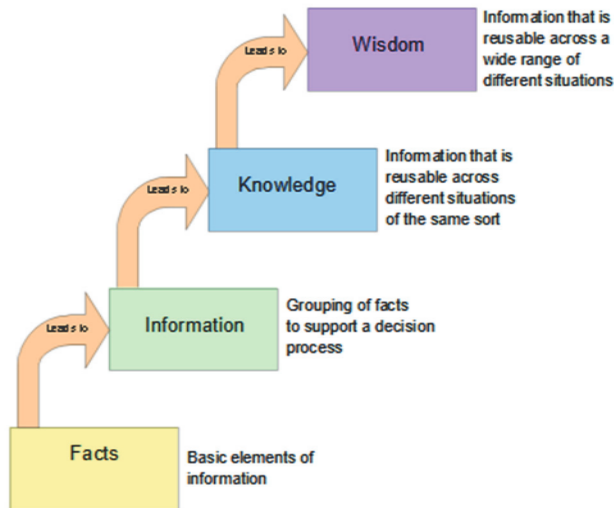 Wisdom
Information that is
reusable across a
wide range of
different situations
Leads to
Knowledge
Information that is
reusable across
different situations
of the same sort
Leads to
Information
Grouping of facts
to support a decision
process
Leads to
Facts
Basic elements of
information